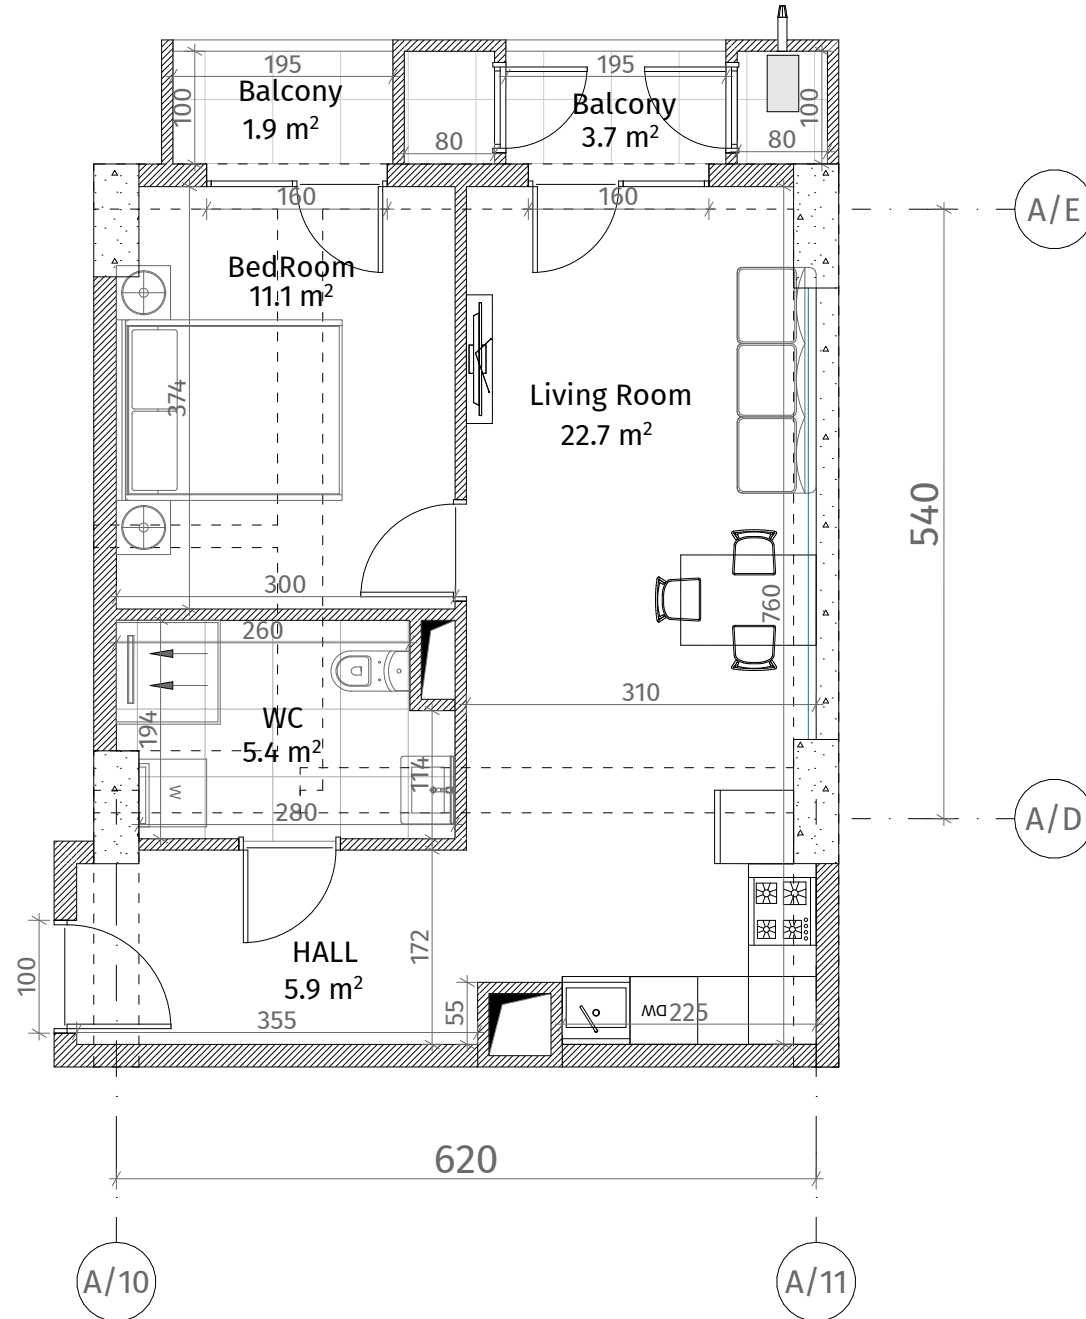 195
195
Balcony
1.9 m²
100
Balcony
3.7 m²
100
80
80
160
160
A/E
BedRoom
11.1 m²
374
Living Room
22.7 m²
540
300
760
260
310
WC
5.4 m²
194
114
W
280
A/D
HALL
5.9 m²
172
100
355
55
DW
225
620
A/10
A/11